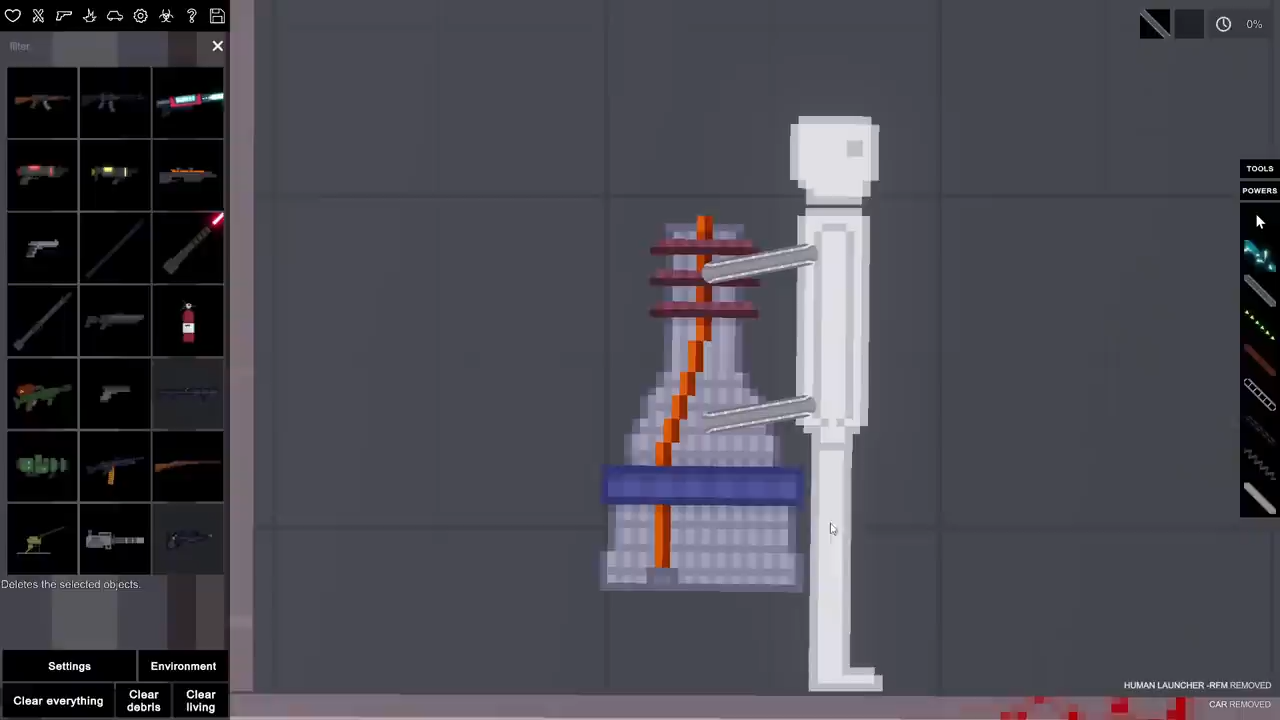 0%
filter.
TOOLS
POWERS
Deletes the selected objects.
Settings
Environment
Clear everything
Clear debris
Clear living
HUMAN LAUNCHER -RFM REMOVED
CAR REMOVED